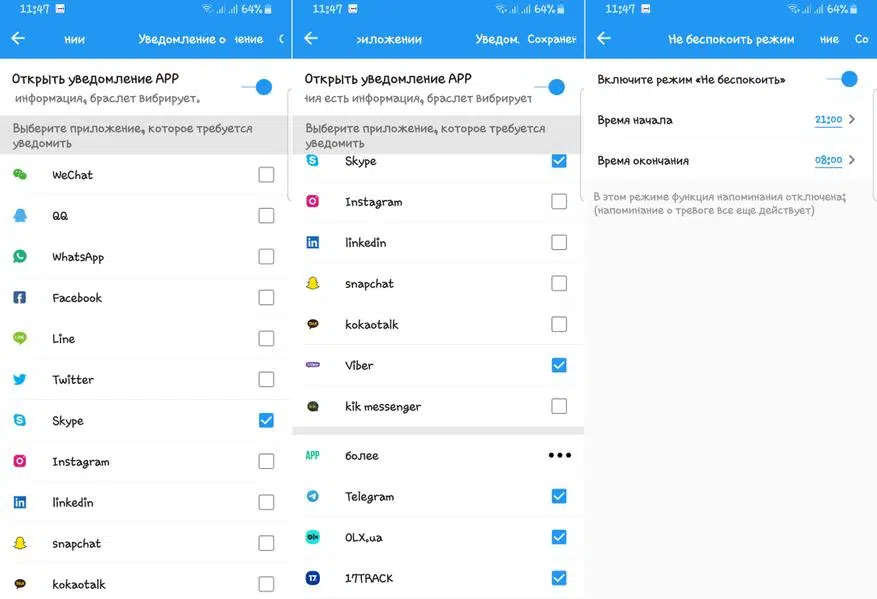 11:47 64%
нии Уведомление о нение С
Открыть уведомление APP
информация, браслет вибрирует.
Выберите приложение, которое требуется
уведомить
WeChat
QQ
WhatsApp
Facebook
Line
Twitter
Skype
Instagram
linkedin
snapchat
kokaotalk
11:47 64%
риложении Уведом. Сохранен
Открыть уведомление APP
ия есть информация, браслет вибрирует
Выберите приложение, которое требуется
уведомить
Skype
Instagram
linkedin
snapchat
kokaotalk
Viber
kik messenger
APP более
Telegram
OLX.ua
17TRACK
11:47 64%
Не беспокоить режим ние Со
Включите режим «Не беспокоить»
Время начала 21:00
Время окончания 08:00
В этом режиме функция напоминания отключена;
(напоминание о тревоге все еще действует)